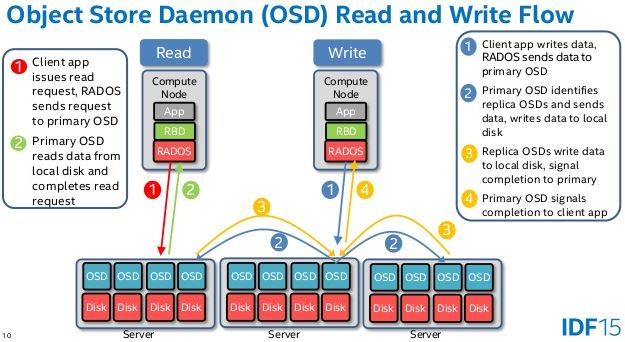 Object Store Daemon (OSD) Read and Write Flow
1 Client app
issues read
request, RADOS
sends request
to primary OSD
2 Primary OSD
reads data from
local disk and
completes read
request
Read
Compute
Node
App
RBD
RADOS
1
2
Write
Compute
Node
App
RBD
RADOS
1
4
1 Client app writes data,
RADOS sends data to
primary OSD
2 Primary OSD identifies
replica OSDs and sends
data, writes data to local
disk
3 Replica OSDs write data
to local disk, signal
completion to primary
4 Primary OSD signals
completion to client app
3
2
3
2
OSD OSD OSD OSD
Disk Disk Disk Disk
Server
OSD OSD OSD OSD
Disk Disk Disk Disk
Server
OSD OSD OSD OSD
Disk Disk Disk Disk
Server
10
IDF15